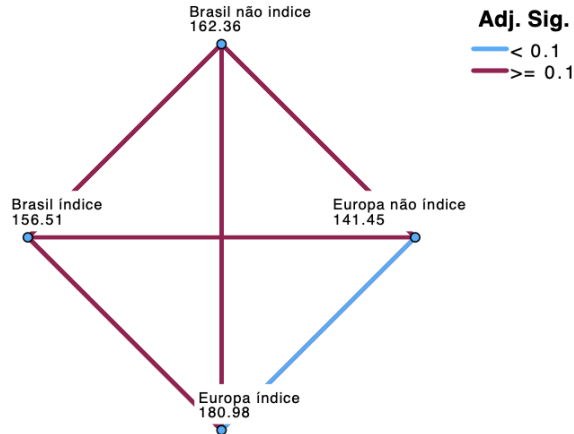 Brasil não índice
162.36
Adj. Sig.
< 0.1
>= 0.1
Brasil índice
156.51
Europa não índice
141.45
Europa índice
180.98